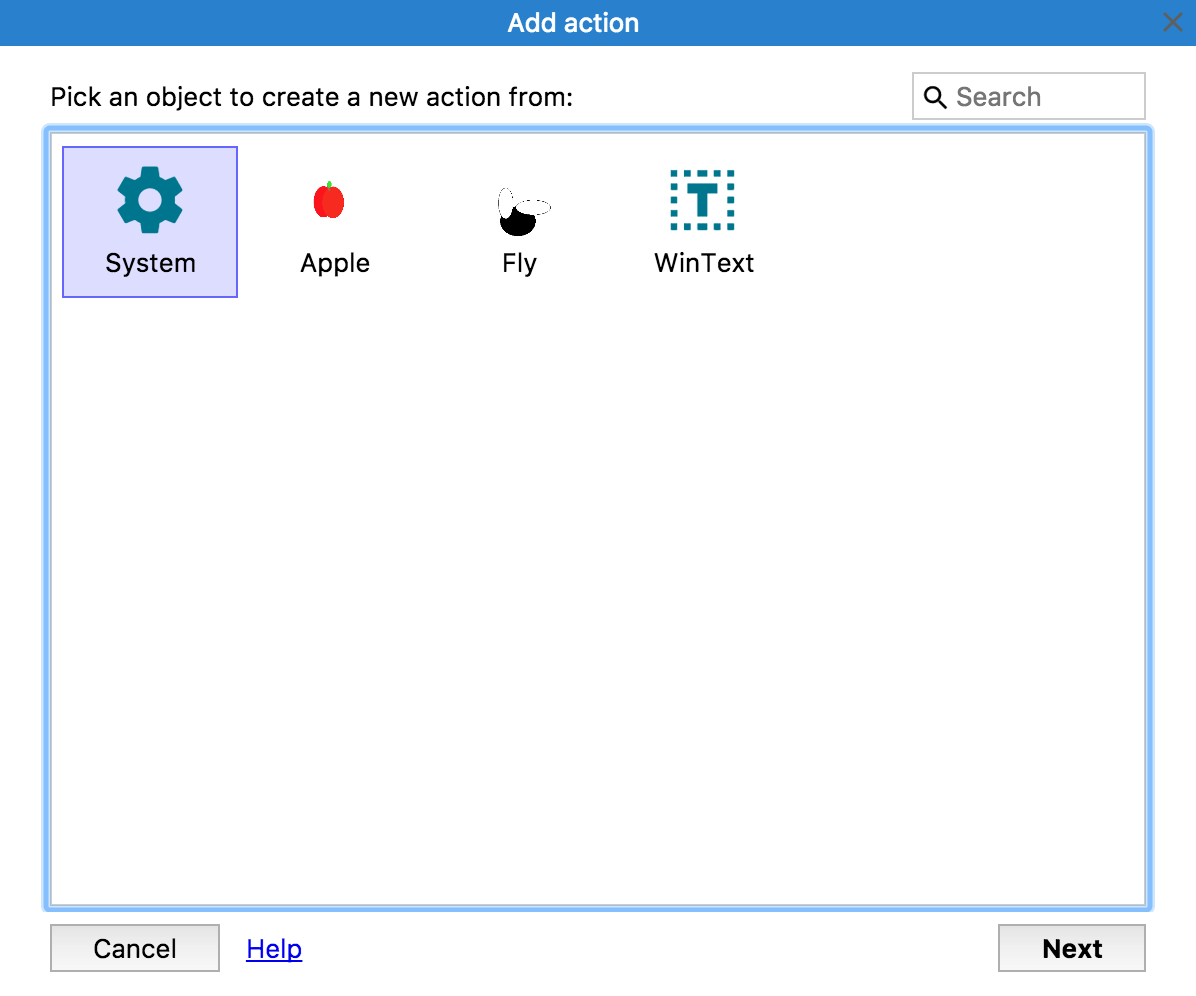 Add action
Pick an object to create a new action from:
Search
System
Apple
Fly
WinText
Cancel
Help
Next